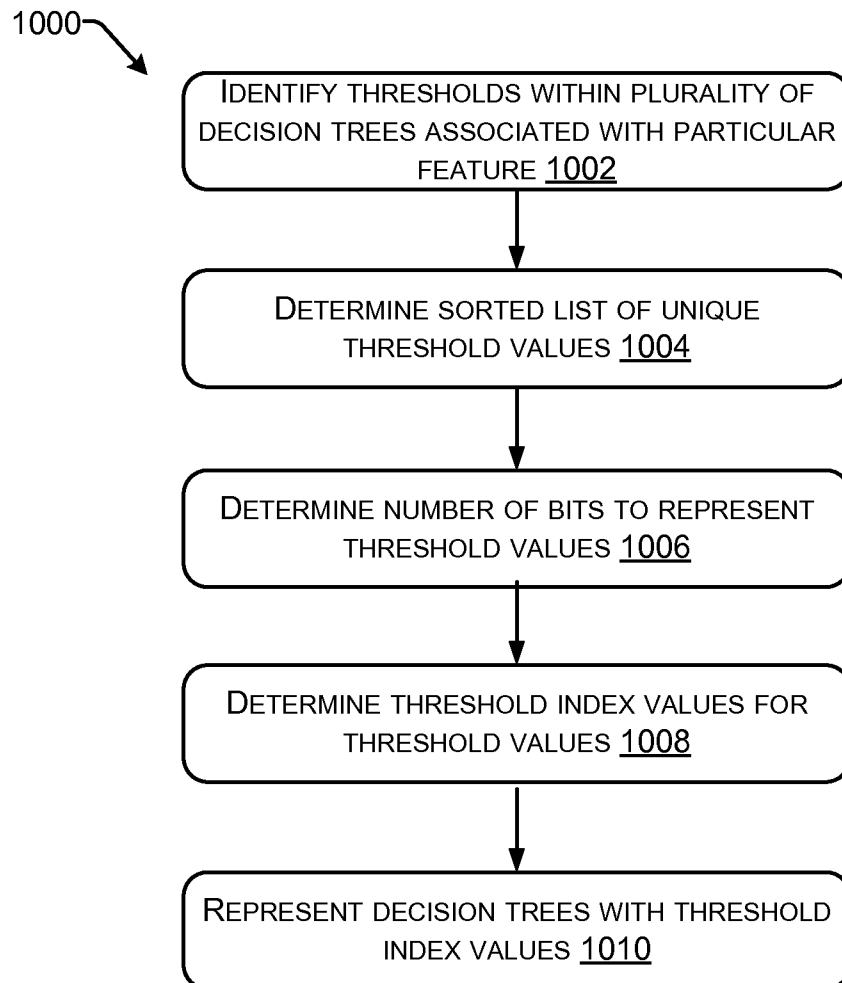 1000
IDENTIFY THRESHOLDS WITHIN PLURALITY OF
DECISION TREES ASSOCIATED WITH PARTICULAR
FEATURE 1002
DETERMINE SORTED LIST OF UNIQUE
THRESHOLD VALUES 1004
DETERMINE NUMBER OF BITS TO REPRESENT
THRESHOLD VALUES 1006
DETERMINE THRESHOLD INDEX VALUES FOR
THRESHOLD VALUES 1008
REPRESENT DECISION TREES WITH THRESHOLD
INDEX VALUES 1010